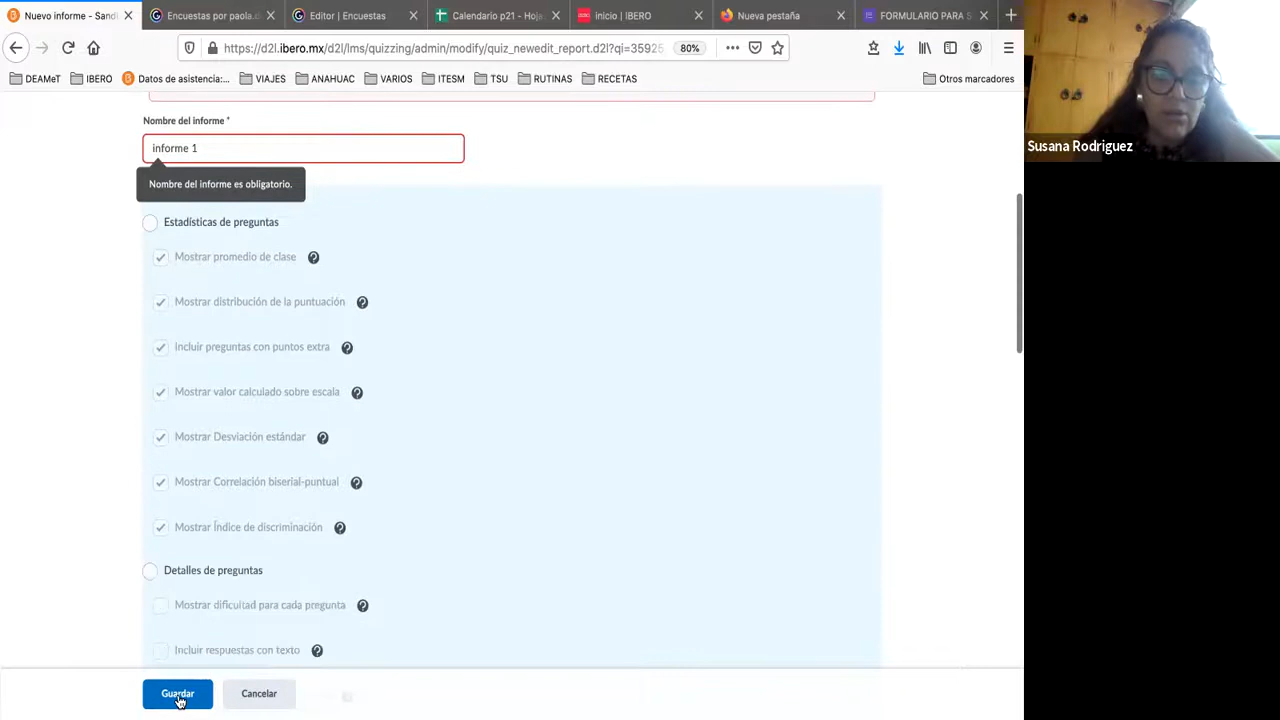 Nuevo informe - Sand
Encuestas por paola.d
Editor | Encuestas
Calendario p21 - Hoja
inicio | IBERO
Nueva pestaña
FORMULARIO PARA S
https://d2l.ibero.mx/d2l/lms/quizzing/admin/modify/quiz_newedit_report.d2l?qi=35925
80%
DEAMeT
IBERO
Datos de asistencia:...
VIAJES
ANAHUAC
VARIOS
ITESM
TSU
RUTINAS
RECETAS
Otros marcadores
Nombre del informe *
informe 1
Nombre del informe es obligatorio.
Estadísticas de preguntas
Mostrar promedio de clase
Mostrar distribución de la puntuación
Incluir preguntas con puntos extra
Mostrar valor calculado sobre escala
Mostrar Desviación estándar
Mostrar Correlación biserial-puntual
Mostrar Índice de discriminación
Detalles de preguntas
Mostrar dificultad para cada pregunta
Incluir respuestas con texto
Guardar
Cancelar
Susana Rodriguez